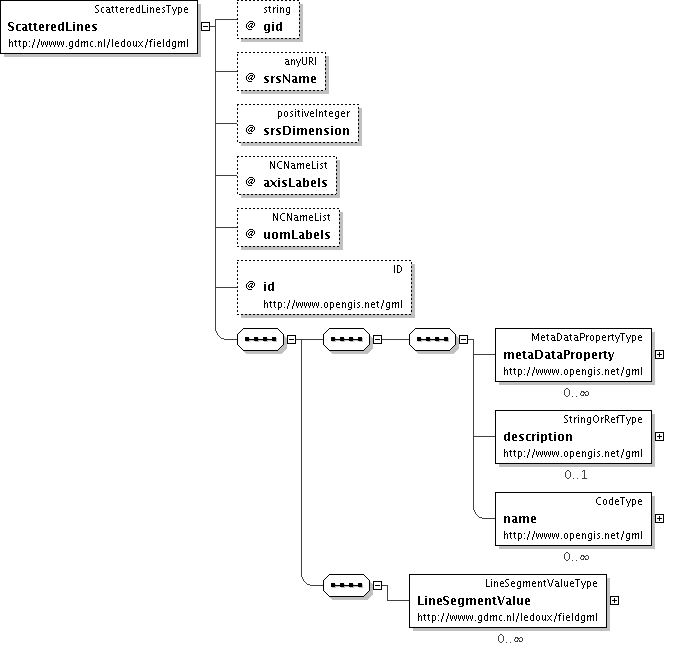 ScatteredLinesType
ScatteredLines
http://www.gdmc.nl/ledoux/fieldgml
string
@ gid
anyURI
@ srsName
positiveInteger
@ srsDimension
NCNameList
@ axisLabels
NCNameList
@ uomLabels
ID
@ id
http://www.opengis.net/gml
MetaDataPropertyType
metaDataProperty
http://www.opengis.net/gml
0..∞
StringOrRefType
description
http://www.opengis.net/gml
0..1
CodeType
name
http://www.opengis.net/gml
0..∞
LineSegmentValueType
LineSegmentValue
http://www.gdmc.nl/ledoux/fieldgml
0..∞